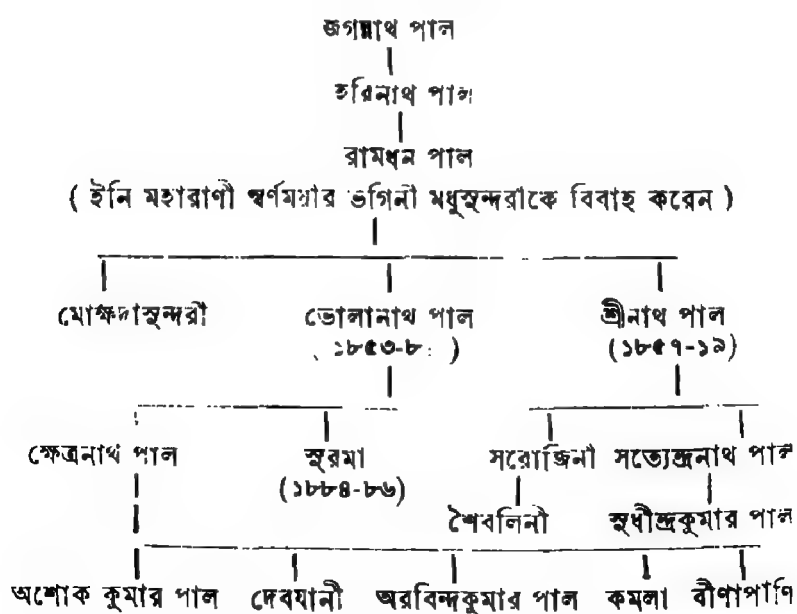 জগন্নাথ পাল
হরিনাথ পাল
রামধন পাল
( ইনি মহারাণী স্বর্ণময়ীর ভগিনী মধুসুন্দরীকে বিবাহ করেন )
মোক্ষদাসুন্দরী ভোলানাথ পাল শ্রীনাথ পাল
(১৮৫৭-১৯)
ক্ষেত্রনাথ পাল সুরমা সরোজিনী সত্যেন্দ্রনাথ পাল
(১৮৮৪-৮৬)
শৈবলিনী সুধীন্দ্রকুমার পাল
অশোক কুমার পাল দেবযানী অরবিন্দকুমার পাল কমলা বীণাপাণি